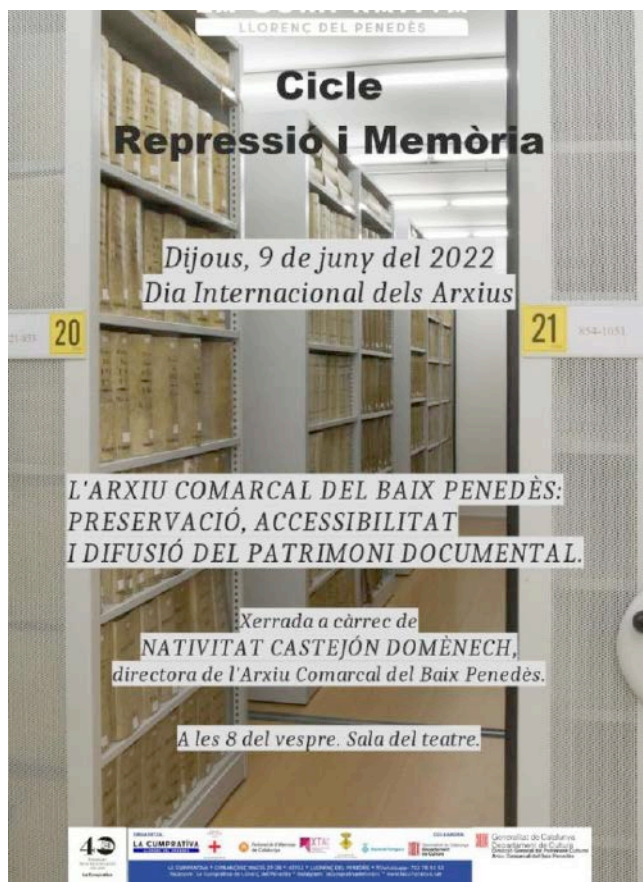 LLORENÇ DEL PENEDÈS
Cicle
Repressió i Memòria
Dijous, 9 de juny del 2022
Dia Internacional dels Arxius
20
21
854-1051
L'ARXIU COMARCAL DEL BAIX PENEDÈS:
PRESERVACIÓ, ACCESSIBILITAT
I DIFUSIÓ DEL PATRIMONI DOCUMENTAL.
Xerrada a càrrec de
NATIVITAT CASTEJÓN DOMÈNECH,
directora de l'Arxiu Comarcal del Baix Penedès.
A les 8 del vespre. Sala del teatre.
LA CUMPRATIVA
Generalitat de Catalunya
Departament de Cultura